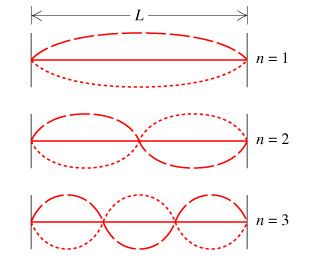 L
n = 1
n = 2
n = 3